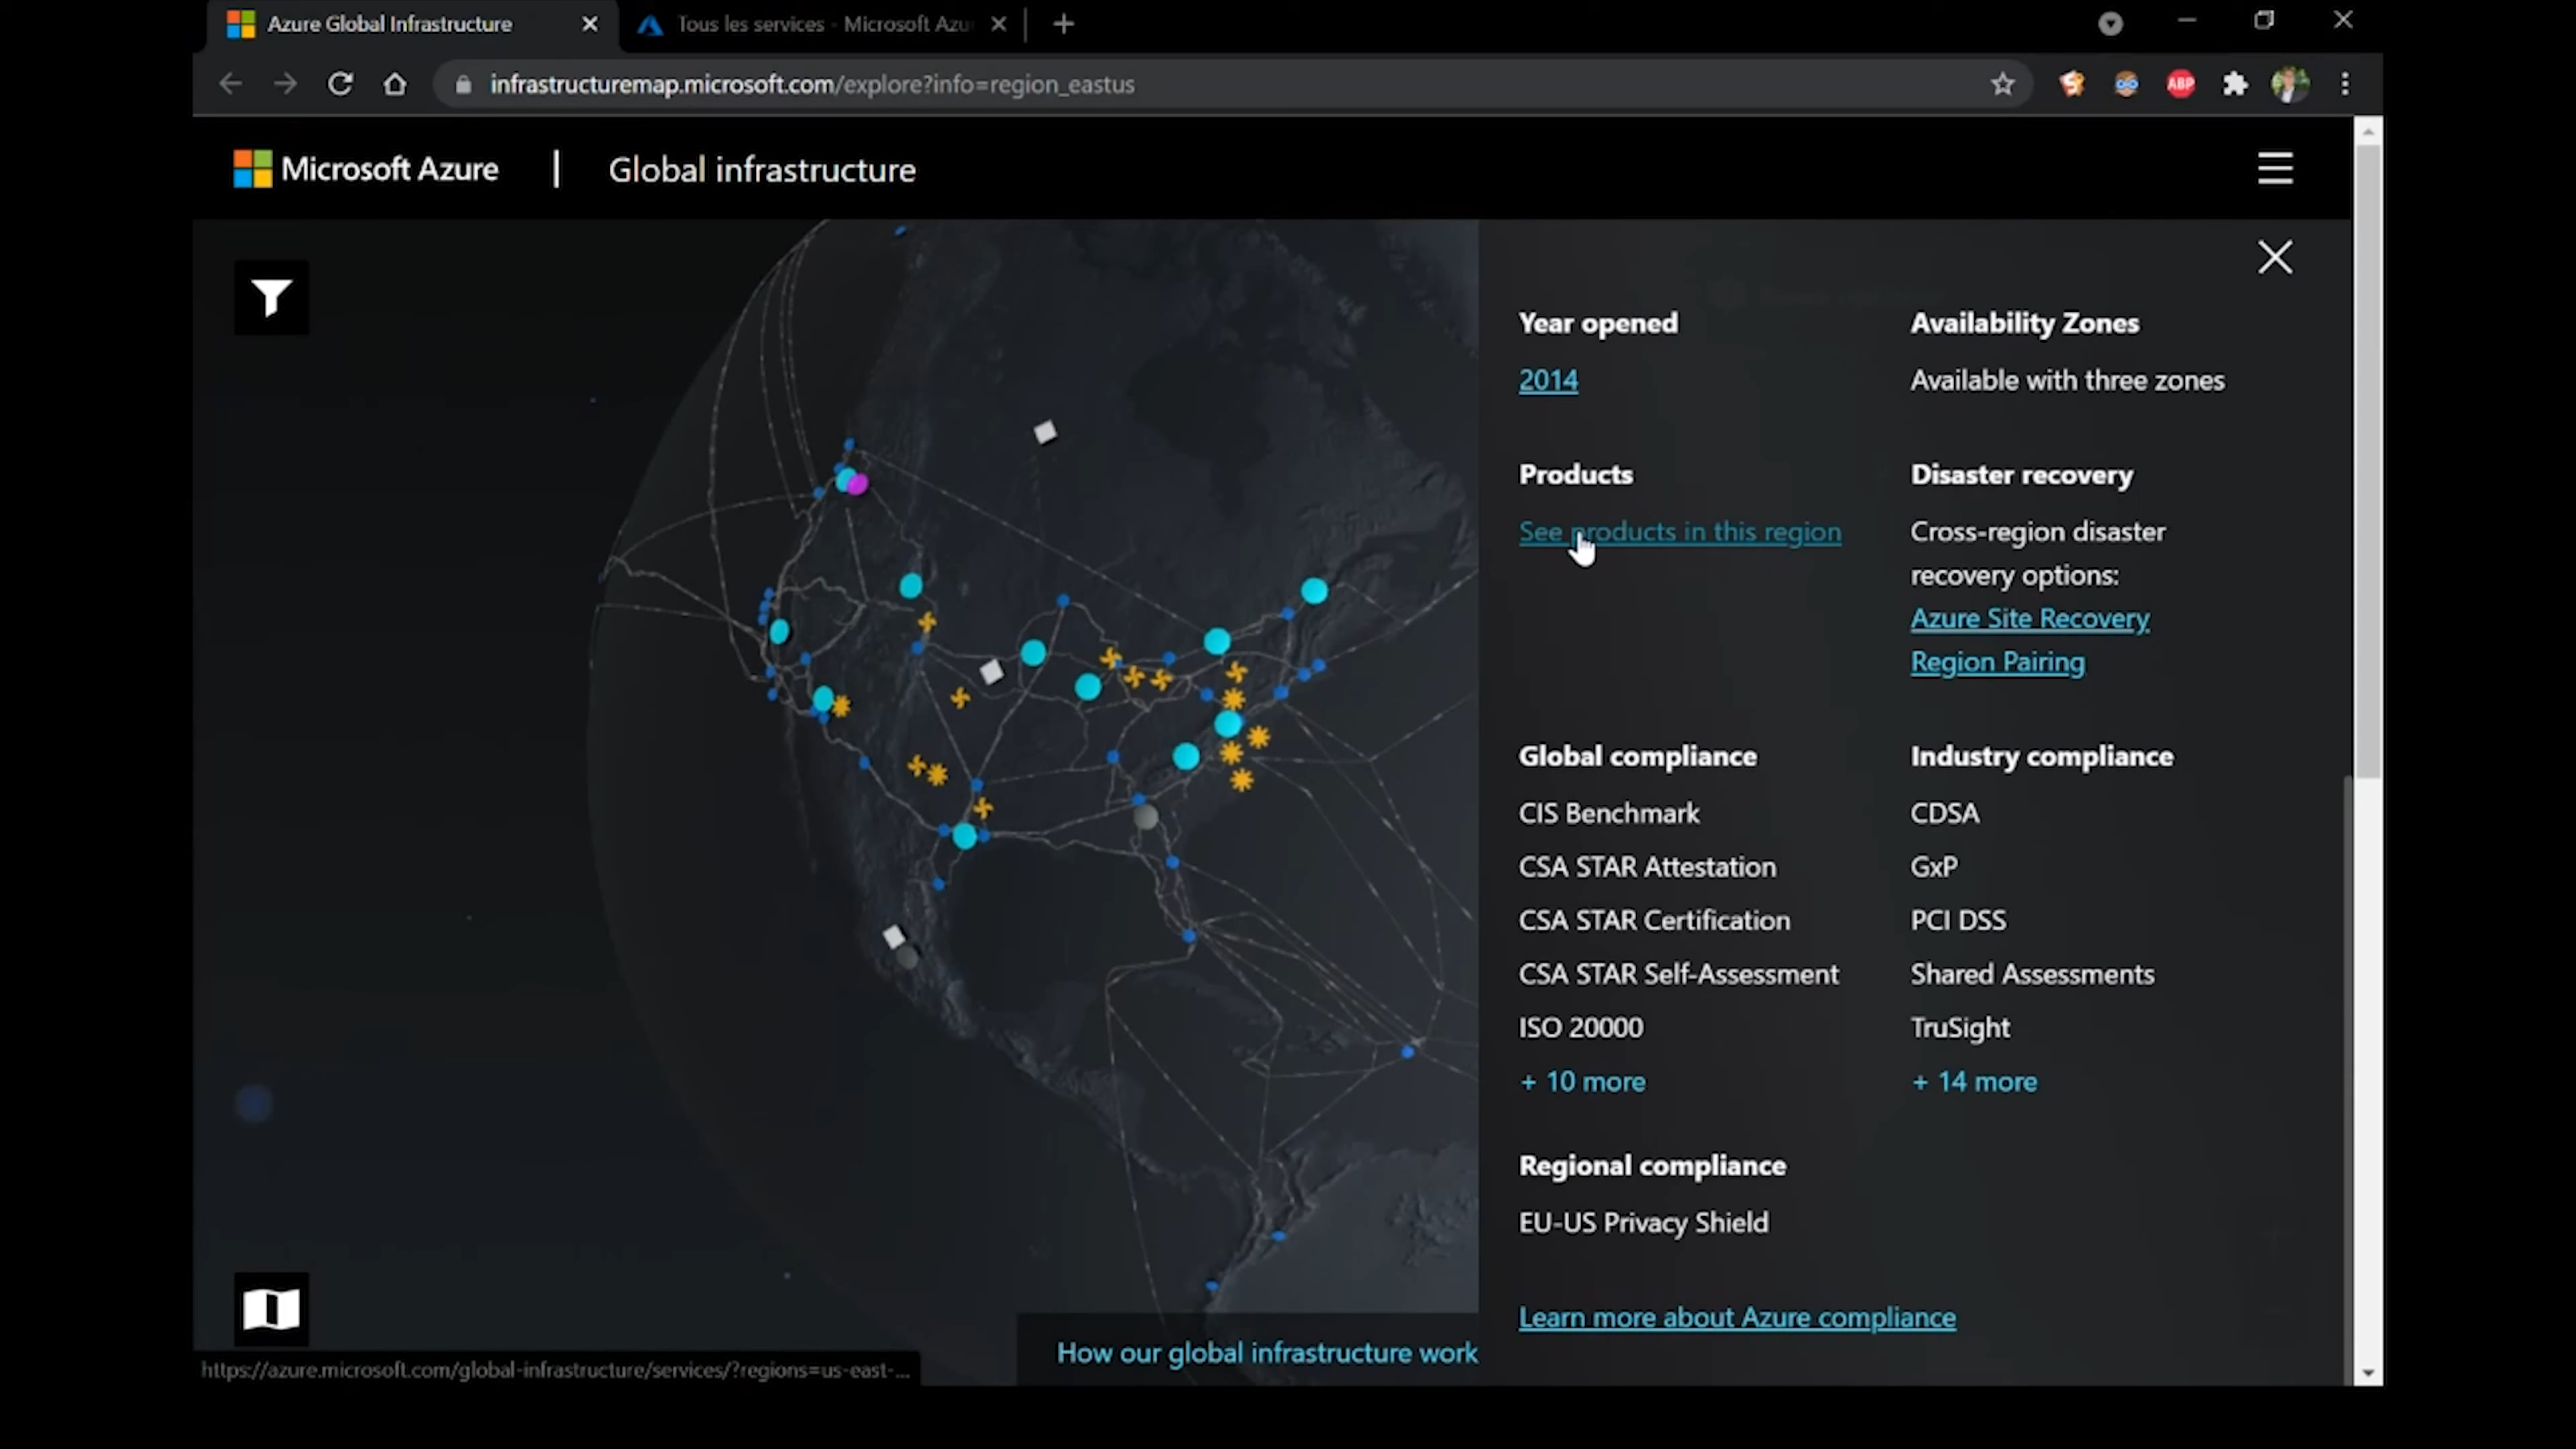 Azure Global Infrastructure
Tous les services - Microsoft Azu
infrastructuremap.microsoft.com/explore?info=region_eastus
ABP
Microsoft Azure | Global infrastructure
Year opened
2014
Availability Zones
Available with three zones
Products
See products in this region
Disaster recovery
Cross-region disaster
recovery options:
Azure Site Recovery
Region Pairing
Global compliance
CIS Benchmark
CSA STAR Attestation
CSA STAR Certification
CSA STAR Self-Assessment
ISO 20000
+ 10 more
Industry compliance
CDSA
GxP
PCI DSS
Shared Assessments
TruSight
+ 14 more
Regional compliance
EU-US Privacy Shield
Learn more about Azure compliance
How our global infrastructure work
https://azure.microsoft.com/global-infrastructure/services/?regions=us-east-...